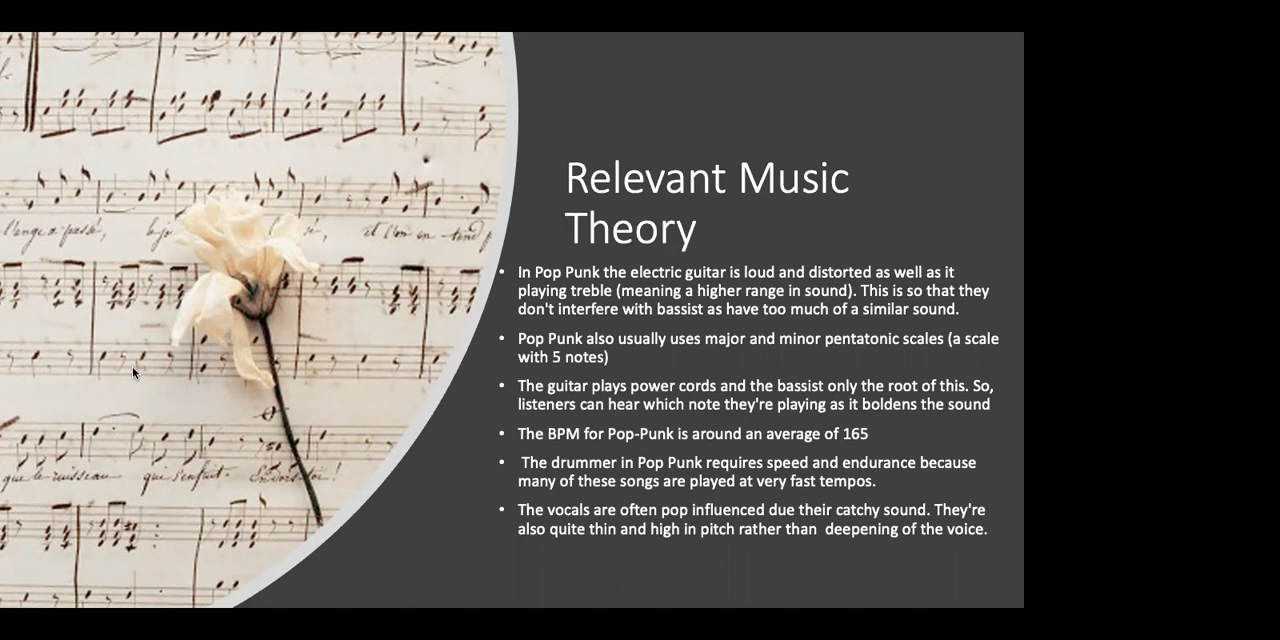 Relevant Music
Theory
• In Pop Punk the electric guitar is loud and distorted as well as it
playing treble (meaning a higher range in sound). This is so that they
don't interfere with bassist as have too much of a similar sound.
• Pop Punk also usually uses major and minor pentatonic scales (a scale
with 5 notes)
• The guitar plays power cords and the bassist only the root of this. So,
listeners can hear which note they're playing as it boldens the sound
• The BPM for Pop-Punk is around an average of 165
• The drummer in Pop Punk requires speed and endurance because
many of these songs are played at very fast tempos.
• The vocals are often pop influenced due their catchy sound. They're
also quite thin and high in pitch rather than  deepening of the voice.
l'ange a passé,
que le ruisseau qui s'enfuit.